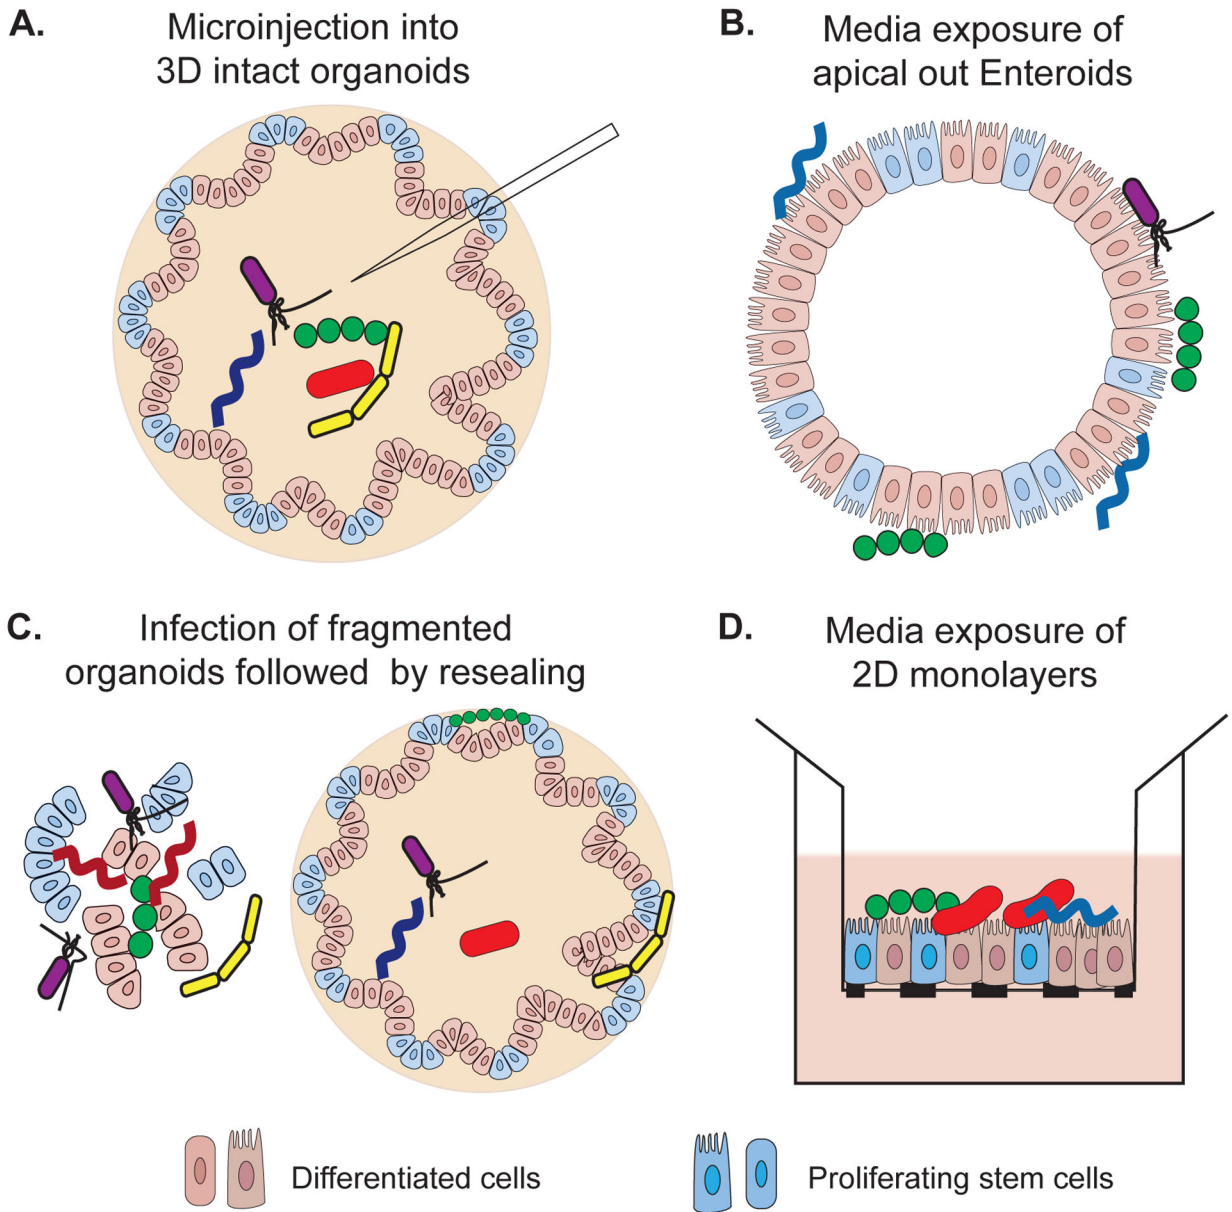 A.
Microinjection into
3D intact organoids
B.
Media exposure of
apical out Enteroids
C.
Infection of fragmented
organoids followed by resealing
D.
Media exposure of
2D monolayers
Differentiated cells
Proliferating stem cells